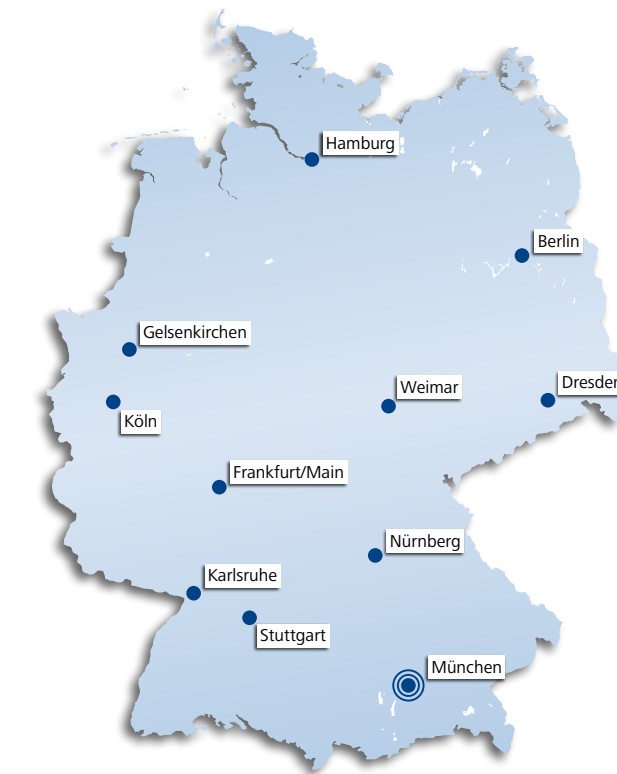 Hamburg
Berlin
Gelsenkirchen
Weimar
Dresden
Köln
Frankfurt/Main
Nürnberg
Karlsruhe
Stuttgart
München